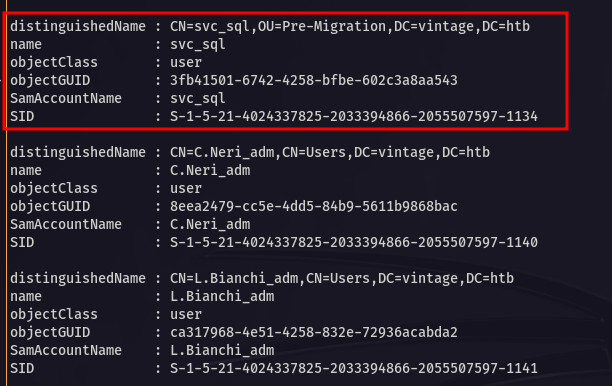 distinguishedName : CN=svc_sql,OU=Pre-Migration,DC=vintage,DC=htb
name              : svc_sql
objectClass       : user
objectGUID        : 3fb41501-6742-4258-bfbe-602c3a8aa543
SamAccountName    : svc_sql
SID               : S-1-5-21-4024337825-2033394866-2055507597-1134
distinguishedName : CN=C.Neri_adm,CN=Users,DC=vintage,DC=htb
name              : C.Neri_adm
objectClass       : user
objectGUID        : 8eea2479-cc5e-4dd5-84b9-5611b9868bac
SamAccountName    : C.Neri_adm
SID               : S-1-5-21-4024337825-2033394866-2055507597-1140
distinguishedName : CN=L.Bianchi_adm,CN=Users,DC=vintage,DC=htb
name              : L.Bianchi_adm
objectClass       : user
objectGUID        : ca317968-4e51-4258-832e-72936acabda2
SamAccountName    : L.Bianchi_adm
SID               : S-1-5-21-4024337825-2033394866-2055507597-1141